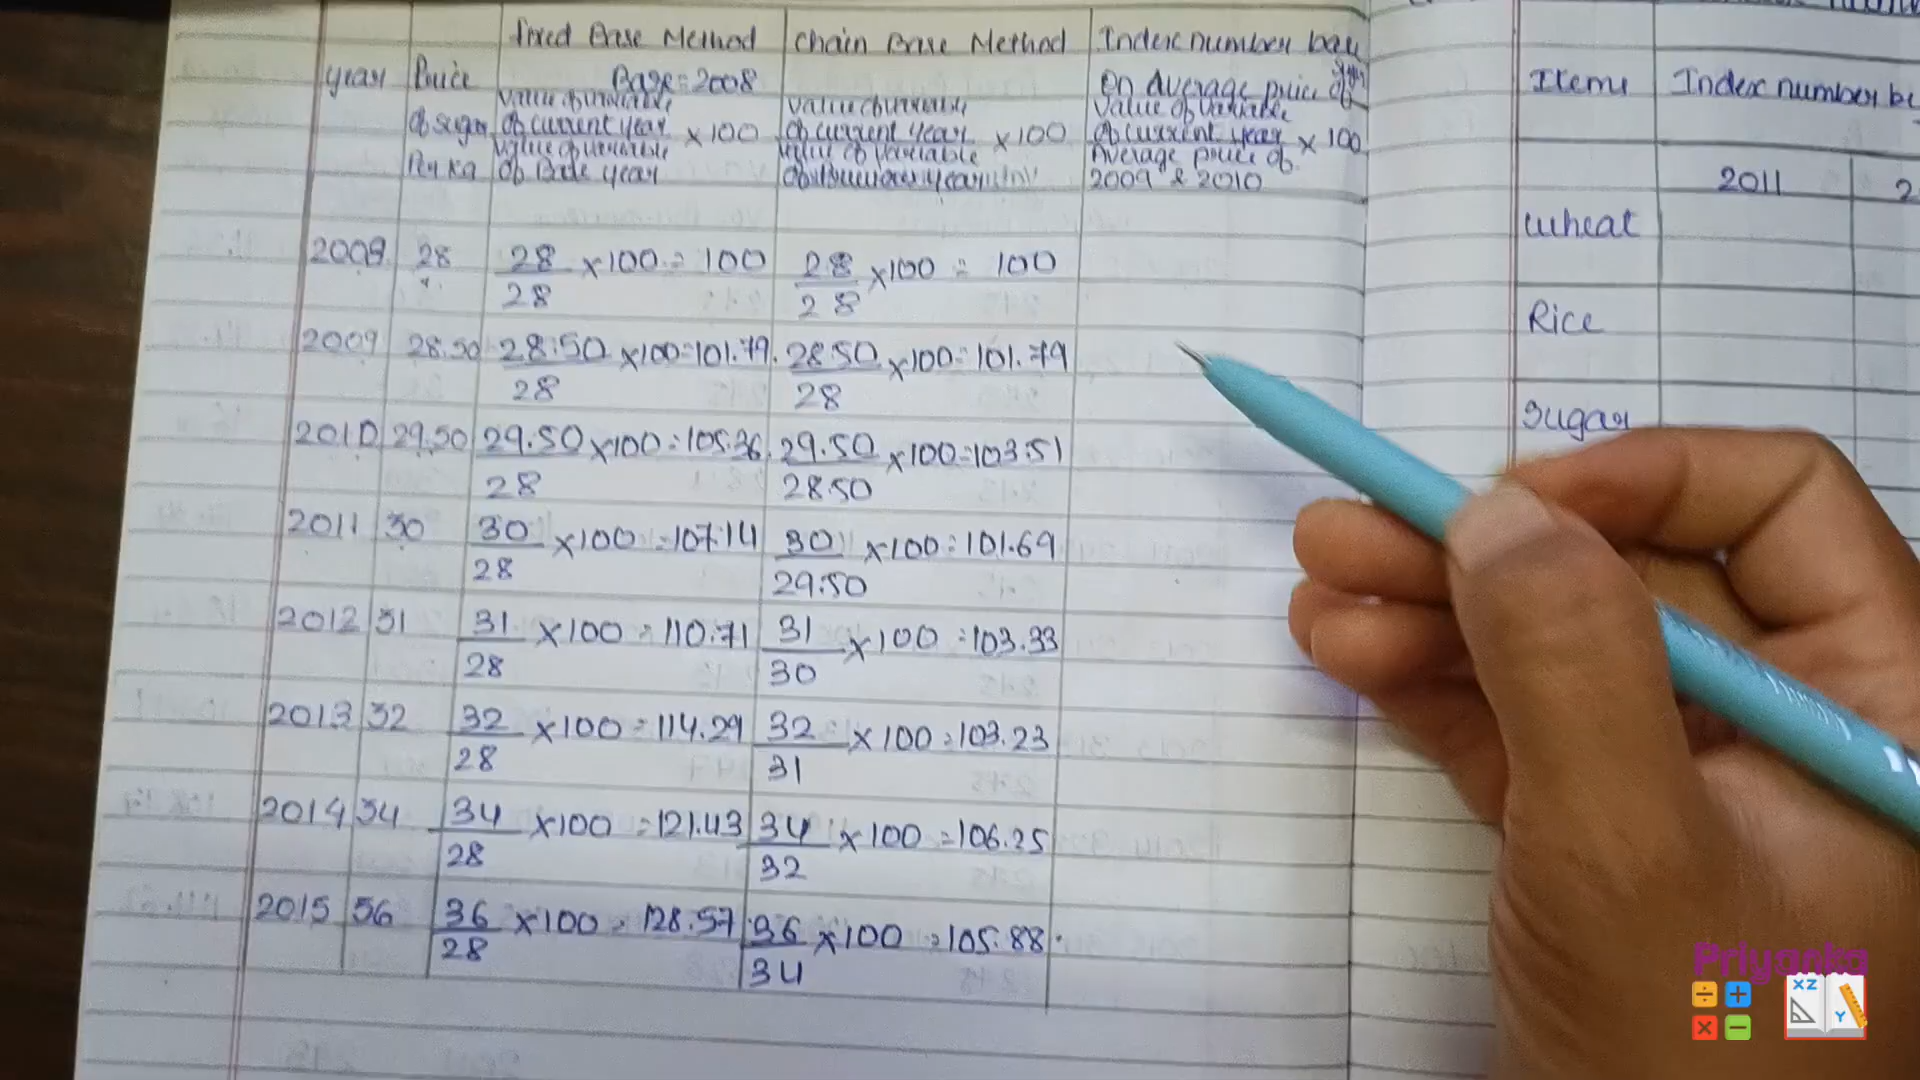 Fixed Base Method
Chain Base Method
Index number bas
year
Price
Base=2008
on Average price of
of sugar
Value of variable
of current year × 100
Value of variable
of Base year
Value of variable
of current year × 100
Value of variable
Value of variable
of current year × 100
Average price of
2009 & 2010
28
28/28 ×100 = 100
28/28 ×100 = 100
2009
28.50
28.50/28 ×100=101.79
28.50/28 ×100=101.79
2010
29.50
29.50/28 ×100=105.36
29.50/28.50 ×100=103.51
2011
30
30/28 ×100=107.14
30/29.50 ×100=101.69
2012
31
31/28 ×100=110.71
31/30 ×100=103.33
2013
32
32/28 ×100=114.29
32/31 ×100=103.23
2014
34
34/28 ×100=121.43
34/32 ×100=106.25
2015
36/28 ×100=128.57
36/34 ×100=105.88
Items
Index number
2011
2
Wheat
Rice
Sugar
Priyanka
XZ
Y